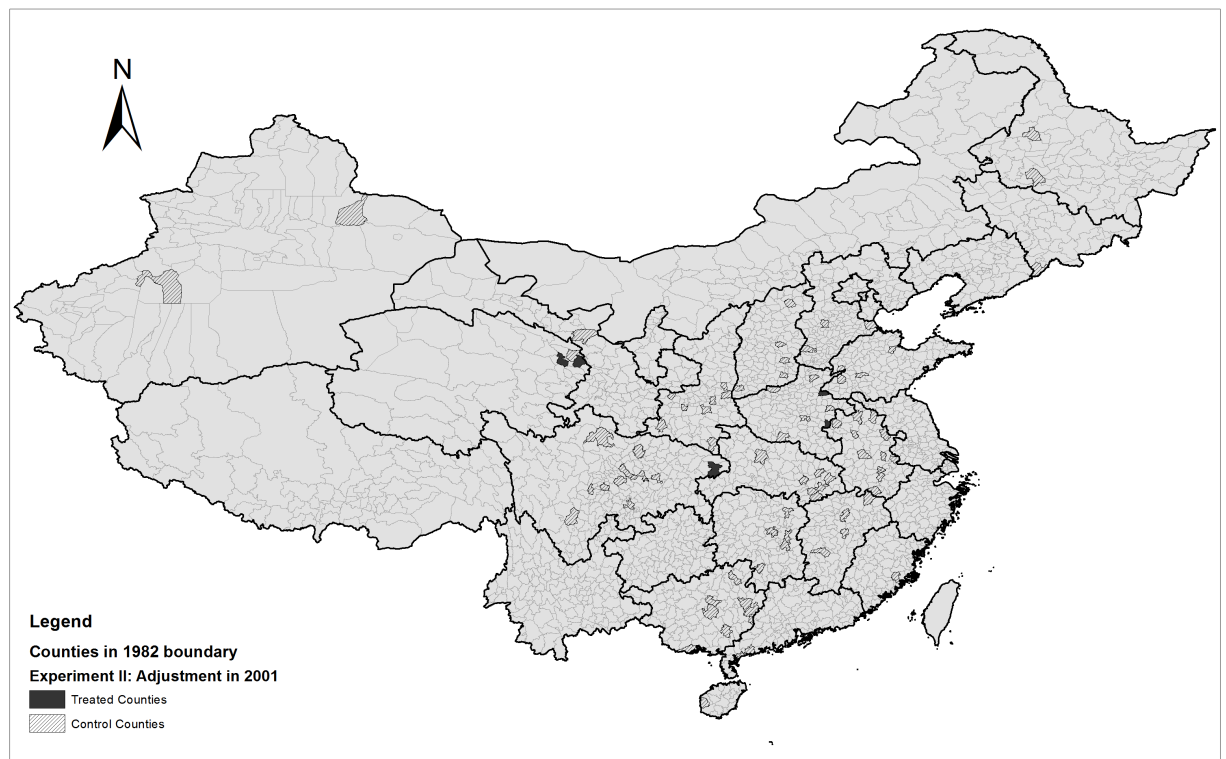 N
Legend
Counties in 1982 boundary
Experiment II: Adjustment in 2001
Treated Counties
Control Counties